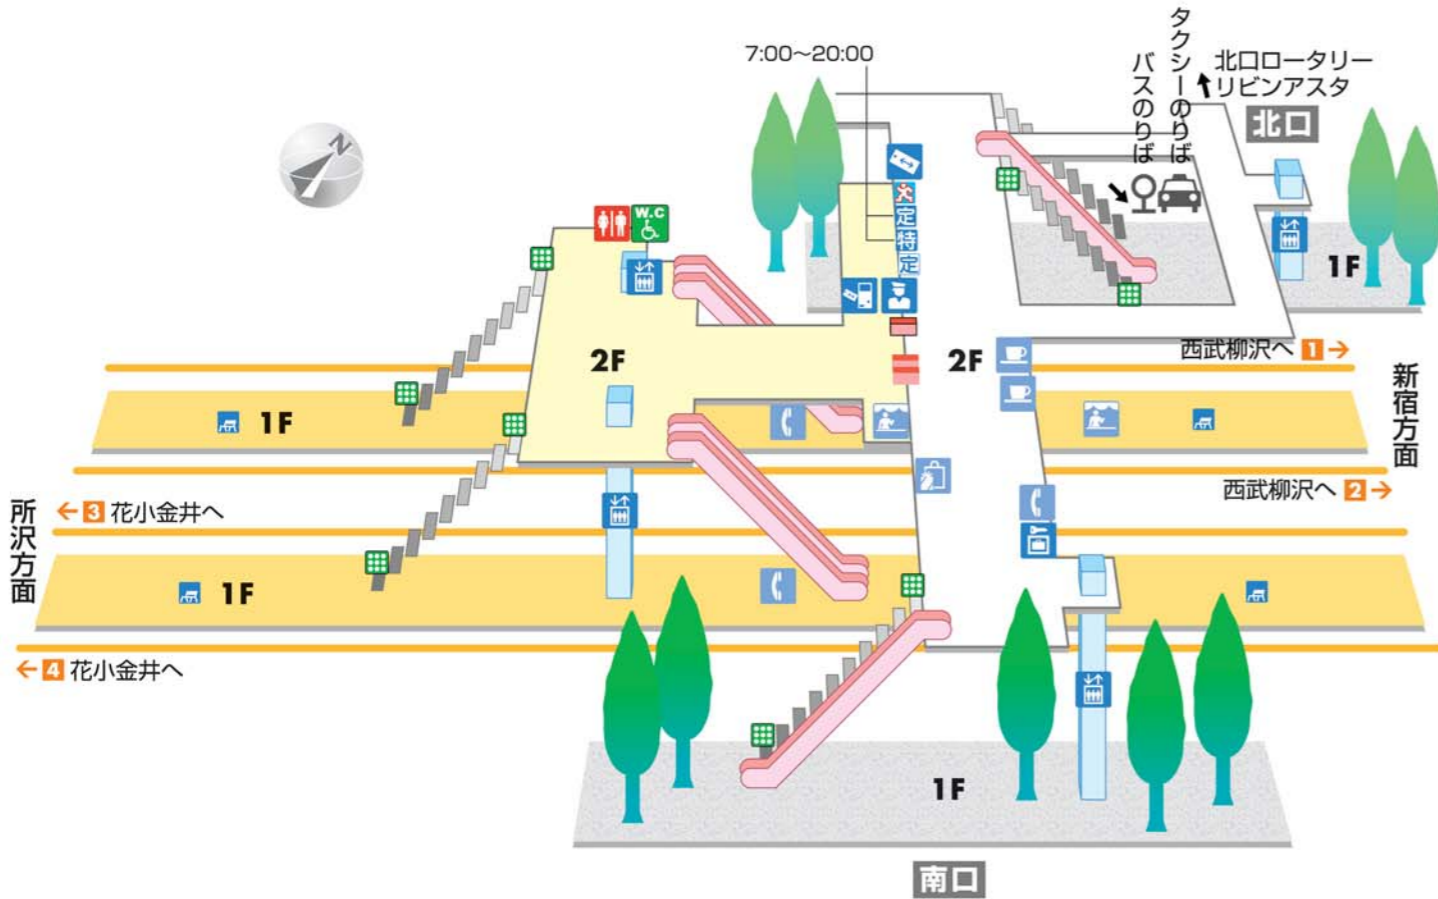 7:00〜20:00
タクシーのりば
バスのりば
北口ロータリー
リビンアスタ
北口
N
W.C
定
特
定
1F
2F
2F
西武柳沢へ 1 →
新宿方面
1F
西武柳沢へ 2 →
所沢方面
← 3 花小金井へ
1F
← 4 花小金井へ
1F
南口